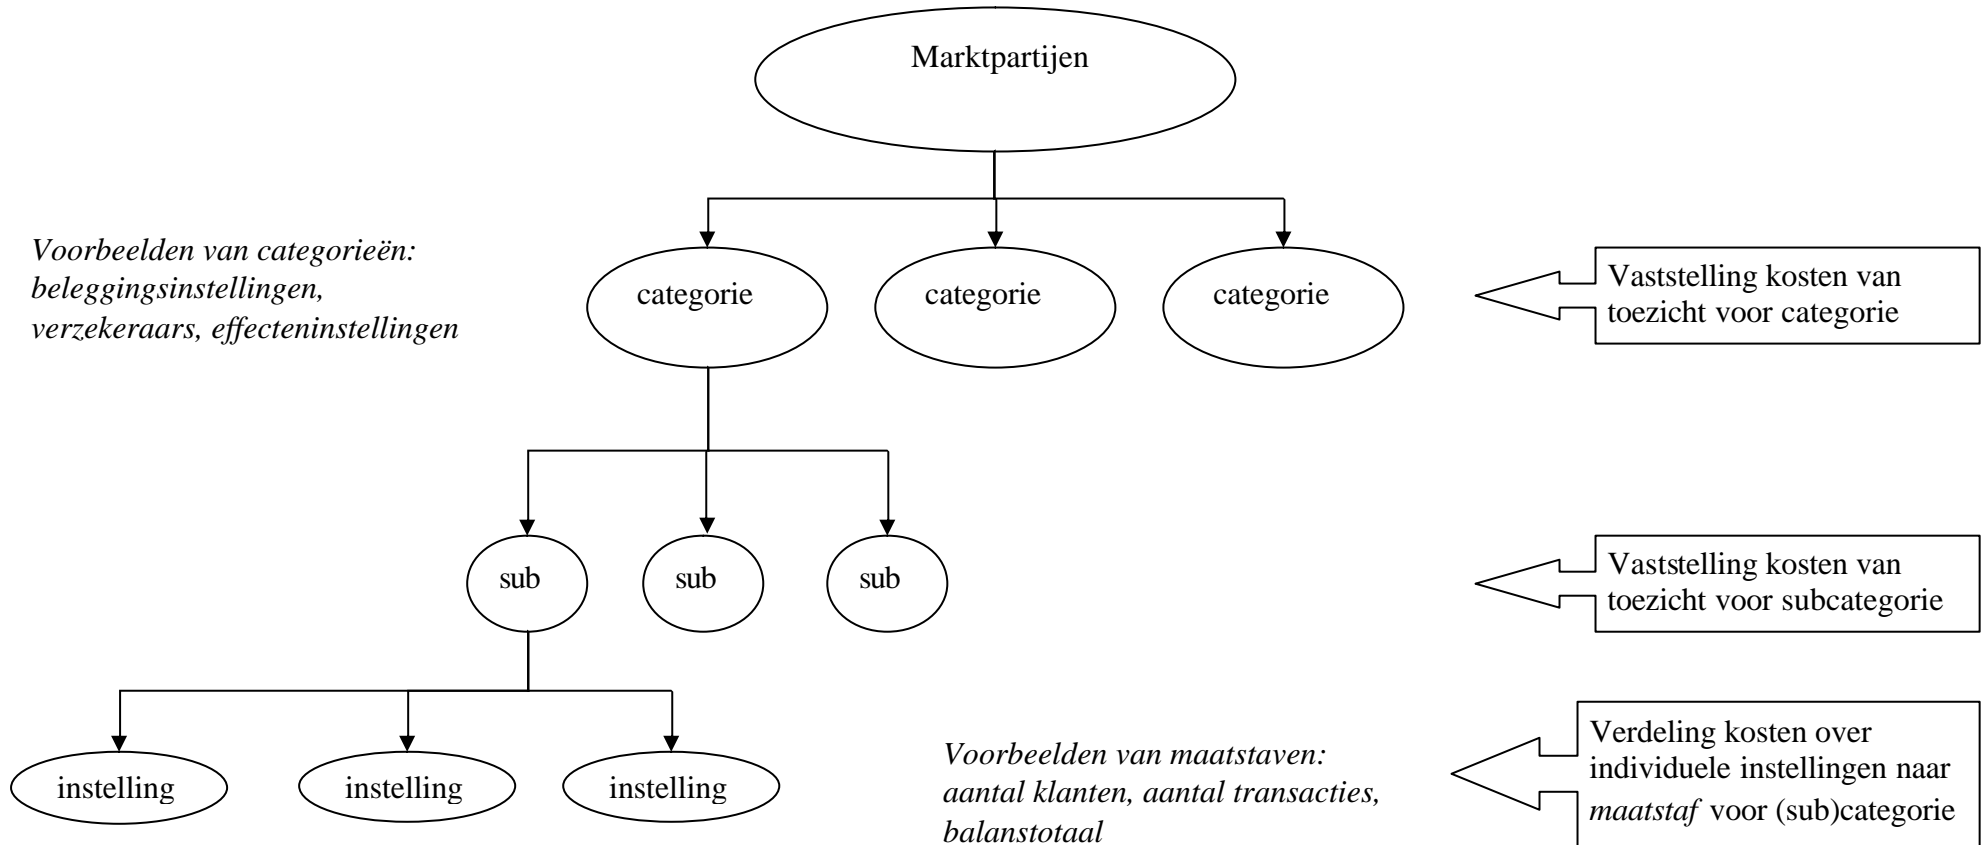 Marktpartijen
Voorbeelden van categorieën:
beleggingsinstellingen,
verzekeraars, effecteninstellingen
categorie
categorie
categorie
Vaststelling kosten van
toezicht voor categorie
sub
sub
sub
Vaststelling kosten van
toezicht voor subcategorie
instelling
instelling
instelling
Voorbeelden van maatstaven:
aantal klanten, aantal transacties,
balanstotaal
Verdeling kosten over
individuele instellingen naar
maatstaf voor (sub)categorie